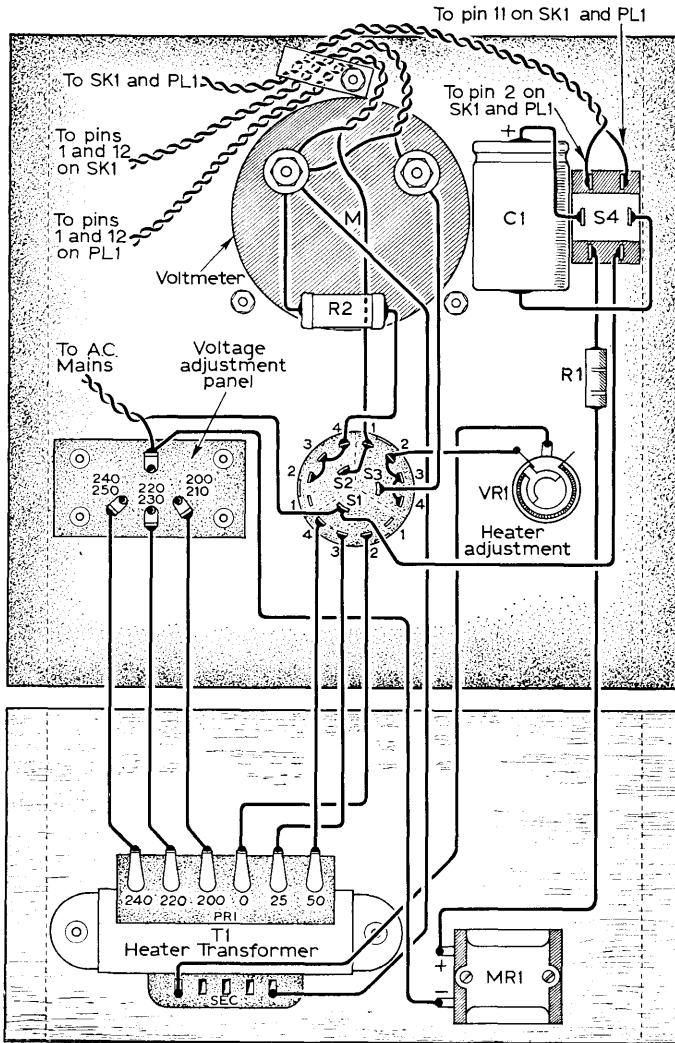 To pin 11 on SK1 and PL1
To SK1 and PL1
To pin 2 on
SK1 and PL1
To pins
1 and 12
on SK1
+
C1
S4
M
To pins
1 and 12
on PL1
Voltmeter
R2
To A.C.
Mains
Voltage
adjustment
panel
R1
4 1
3 2
240 220 200
250 230 210
2 S2 S3 3
1 S1 4
4 1
3 2
VR1
Heater
adjustment
240 220 200 0 25 50
PRI
T1
Heater Transformer
SEC
+
MR1
−